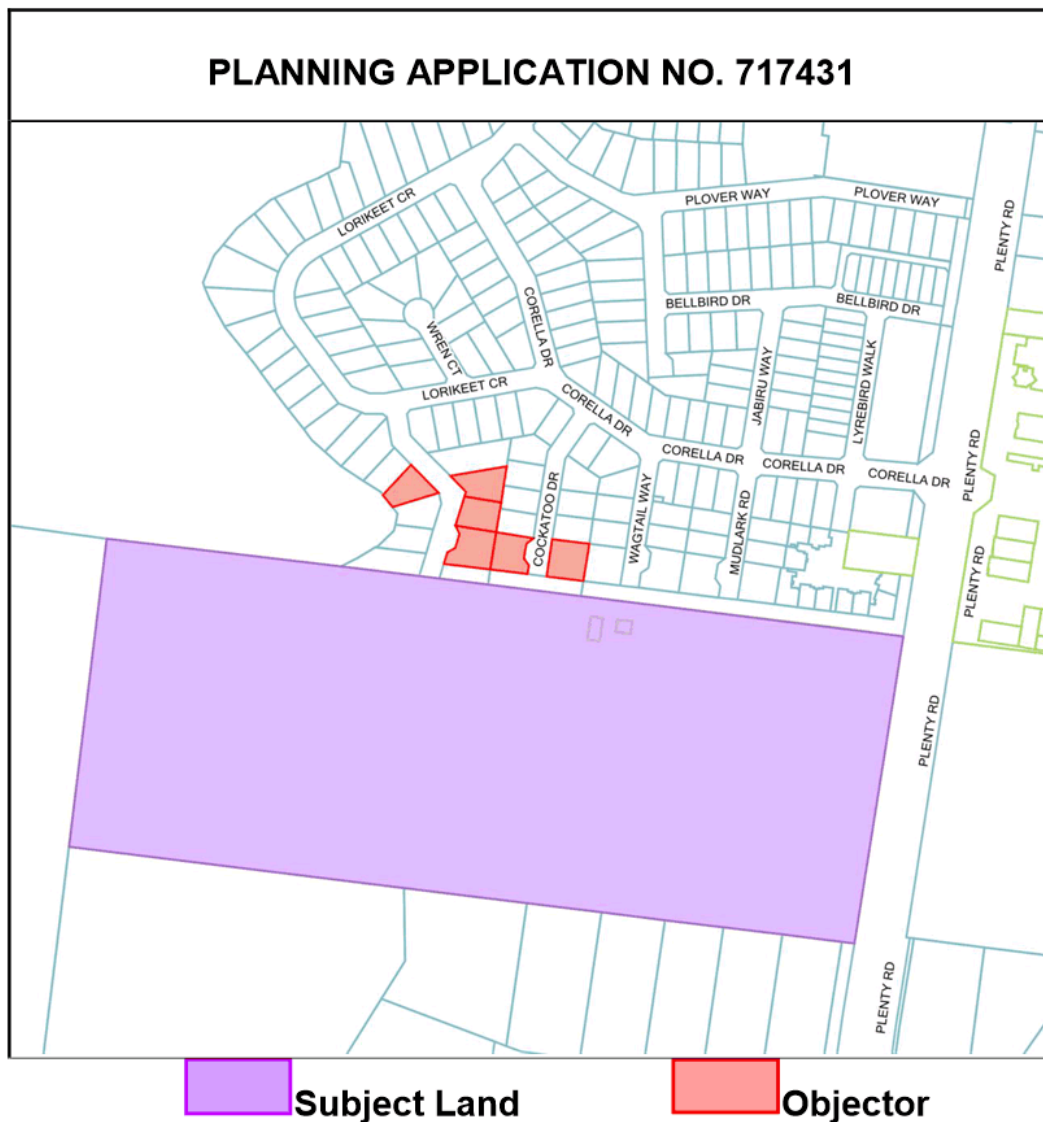 PLANNING APPLICATION NO. 717431
PLOVER WAY
PLOVER WAY
LORIKEET CR
PLENTY RD
BELLBIRD DR
BELLBIRD DR
CORELLA DR
WREN CT
JABIRU WAY
LYREBIRD WALK
LORIKEET CR
CORELLA DR
CORELLA DR
CORELLA DR
CORELLA DR
PLENTY RD
COCKATOO DR
WAGTAIL WAY
MUDLARK RD
PLENTY RD
PLENTY RD
PLENTY RD
Subject Land
Objector